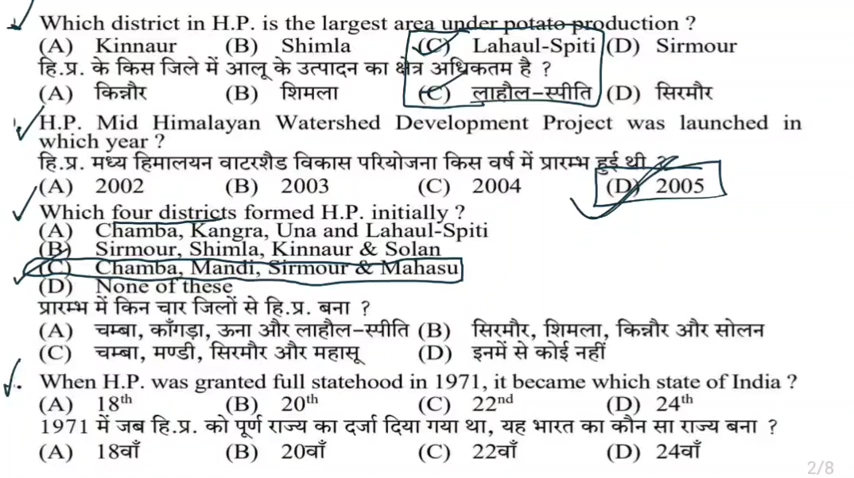 Which district in H.P. is the largest area under potato production ?
(A) Kinnaur (B) Shimla (C) Lahaul-Spiti (D) Sirmour
हि.प्र. के किस जिले में आलू के उत्पादन का क्षेत्र अधिकतम है ?
(A) किन्नौर (B) शिमला (C) लाहौल-स्पीति (D) सिरमौर
H.P. Mid Himalayan Watershed Development Project was launched in
which year ?
हि.प्र. मध्य हिमालयन वाटरशैड विकास परियोजना किस वर्ष में प्रारम्भ हुई थी ?
(A) 2002 (B) 2003 (C) 2004 (D) 2005
Which four districts formed H.P. initially ?
(A) Chamba, Kangra, Una and Lahaul-Spiti
(B) Sirmour, Shimla, Kinnaur & Solan
(C) Chamba, Mandi, Sirmour & Mahasu
(D) None of these
प्रारम्भ में किन चार जिलों से हि.प्र. बना ?
(A) चम्बा, काँगड़ा, ऊना और लाहौल-स्पीति (B) सिरमौर, शिमला, किन्नौर और सोलन
(C) चम्बा, मण्डी, सिरमौर और महासू (D) इनमें से कोई नहीं
When H.P. was granted full statehood in 1971, it became which state of India ?
(A) 18th (B) 20th (C) 22nd (D) 24th
1971 में जब हि.प्र. को पूर्ण राज्य का दर्जा दिया गया था, यह भारत का कौन सा राज्य बना ?
(A) 18वाँ (B) 20वाँ (C) 22वाँ (D) 24वाँ
2/8